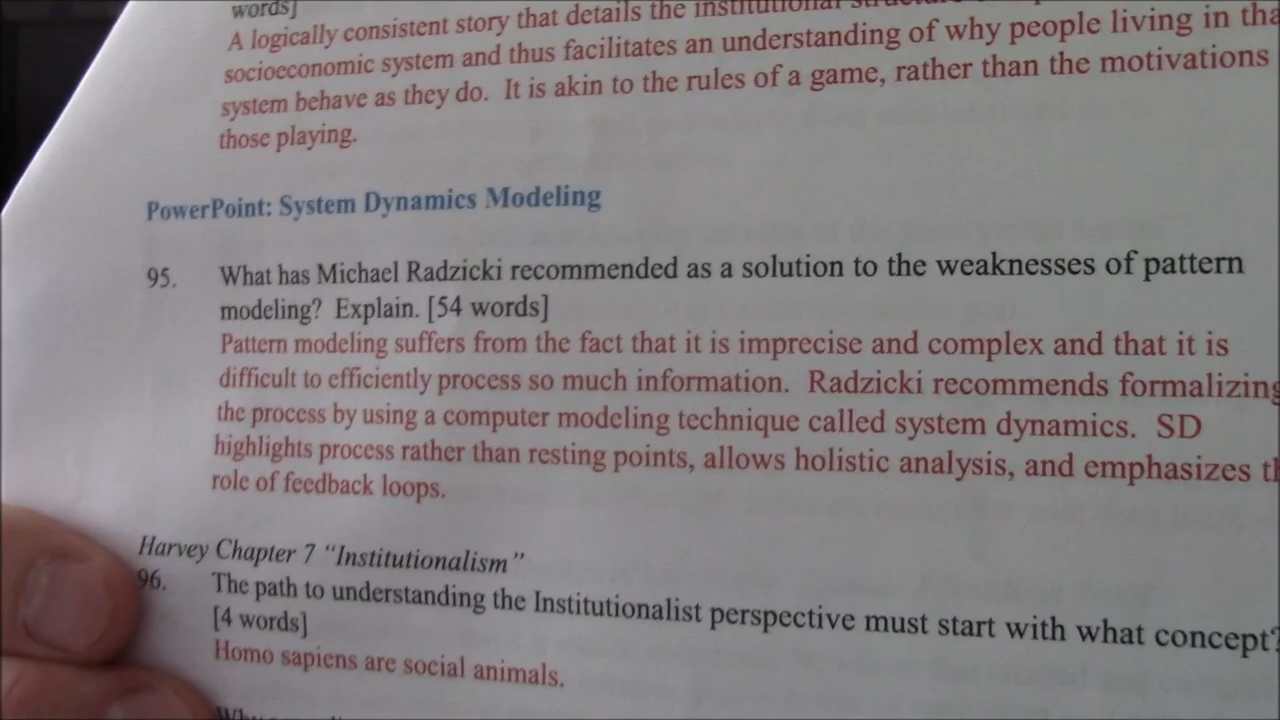 words]
A logically consistent story that details the institutional
socioeconomic system and thus facilitates an understanding of why people living in
system behave as they do. It is akin to the rules of a game, rather than the motivations
those playing.
PowerPoint: System Dynamics Modeling
95. What has Michael Radzicki recommended as a solution to the weaknesses of pattern
modeling? Explain. [54 words]
Pattern modeling suffers from the fact that it is imprecise and complex and that it is
difficult to efficiently process so much information. Radzicki recommends formalizing
the process by using a computer modeling technique called system dynamics. SD
highlights process rather than resting points, allows holistic analysis, and emphasizes
role of feedback loops.
Harvey Chapter 7 “Institutionalism”
96. The path to understanding the Institutionalist perspective must start with what concept?
[4 words]
Homo sapiens are social animals.